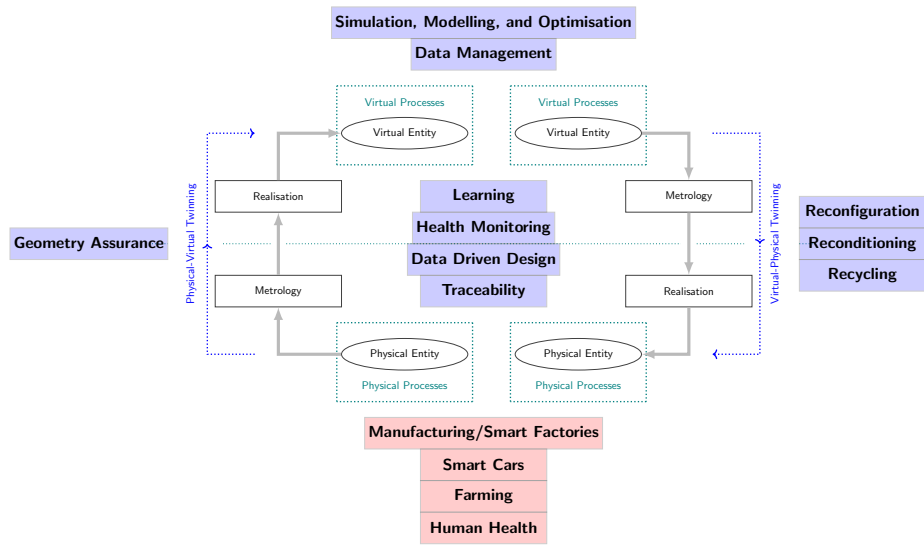 Simulation, Modelling, and Optimisation
Data Management
Virtual Processes
Virtual Processes
Virtual Entity
Virtual Entity
Realisation
Learning
Metrology
Physical-Virtual Twinning
Virtual-Physical Twinning
Reconfiguration
Health Monitoring
Geometry Assurance
Reconditioning
Data Driven Design
Recycling
Metrology
Traceability
Realisation
Physical Entity
Physical Entity
Physical Processes
Physical Processes
Manufacturing/Smart Factories
Smart Cars
Farming
Human Health